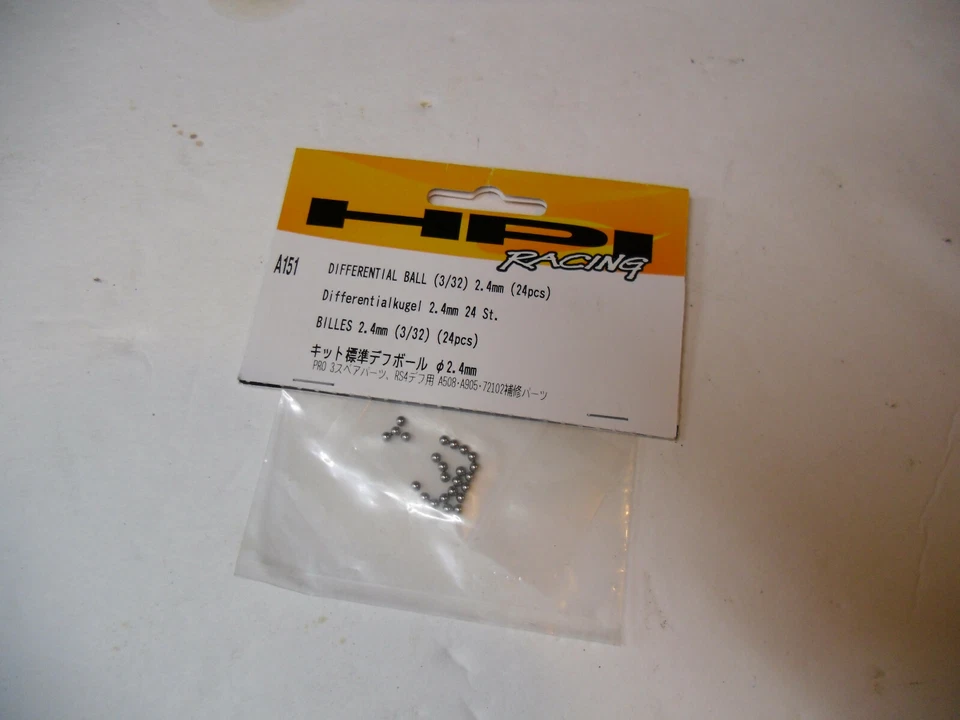 HPI
RACING
A151
DIFFERENTIAL BALL (3/32) 2.4mm (24pcs)
Differentialkugel 2.4mm 24 St.
BILLES 2.4mm (3/32) (24pcs)
キット標準デフボール φ2.4mm
PRO 3スペアパーツ、RS4デフ用 A508・A905・72102補修パーツ